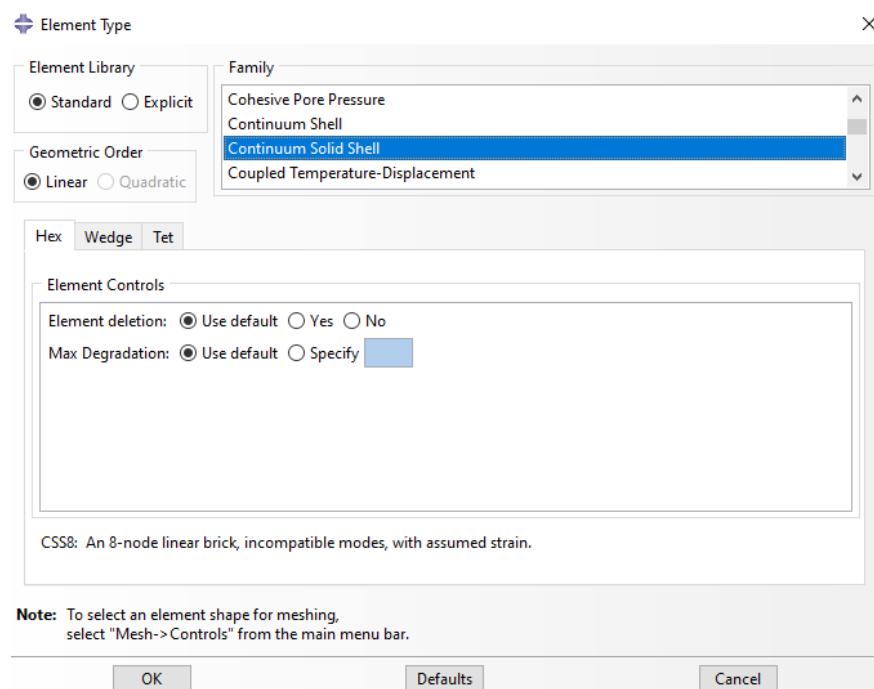 Element Type
Element Library
Standard Explicit
Family
Cohesive Pore Pressure
Continuum Shell
Continuum Solid Shell
Coupled Temperature-Displacement
Geometric Order
Linear Quadratic
Hex Wedge Tet
Element Controls
Element deletion: Use default Yes No
Max Degradation: Use default Specify
CSS8: An 8-node linear brick, incompatible modes, with assumed strain.
Note: To select an element shape for meshing,
select "Mesh->Controls" from the main menu bar.
OK Defaults Cancel